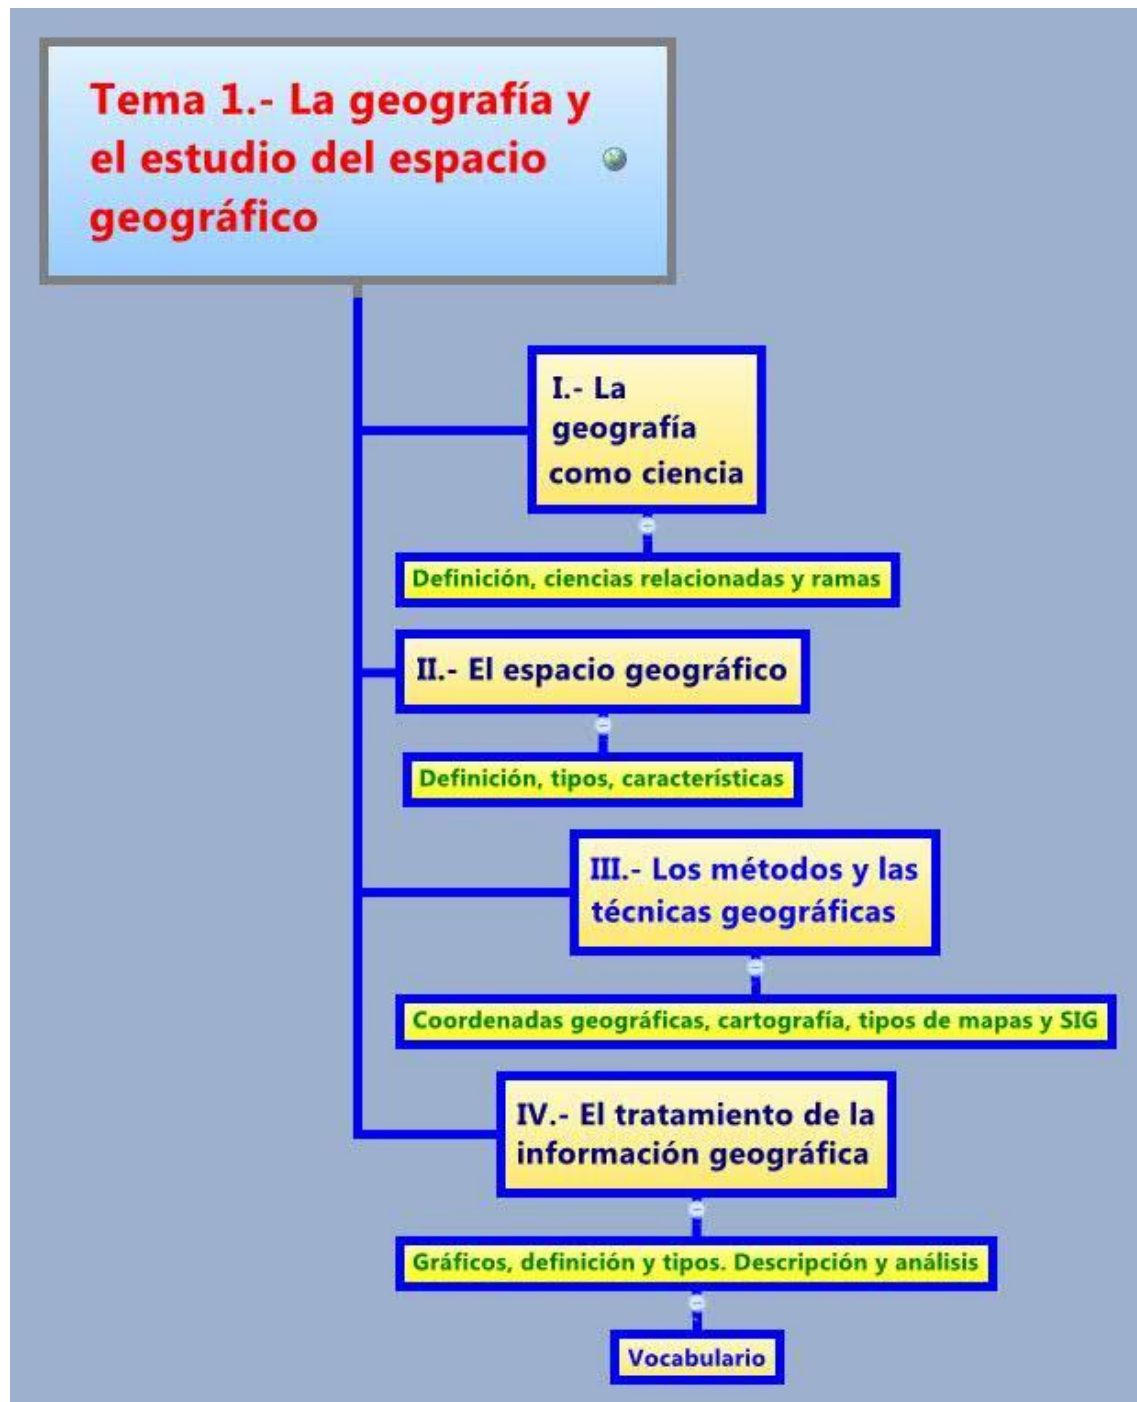 Tema 1.- La geografía y
el estudio del espacio
geográfico
I.- La
geografía
como ciencia
Definición, ciencias relacionadas y ramas
II.- El espacio geográfico
Definición, tipos, características
III.- Los métodos y las
técnicas geográficas
Coordenadas geográficas, cartografía, tipos de mapas y SIG
IV.- El tratamiento de la
información geográfica
Gráficos, definición y tipos. Descripción y análisis
Vocabulario